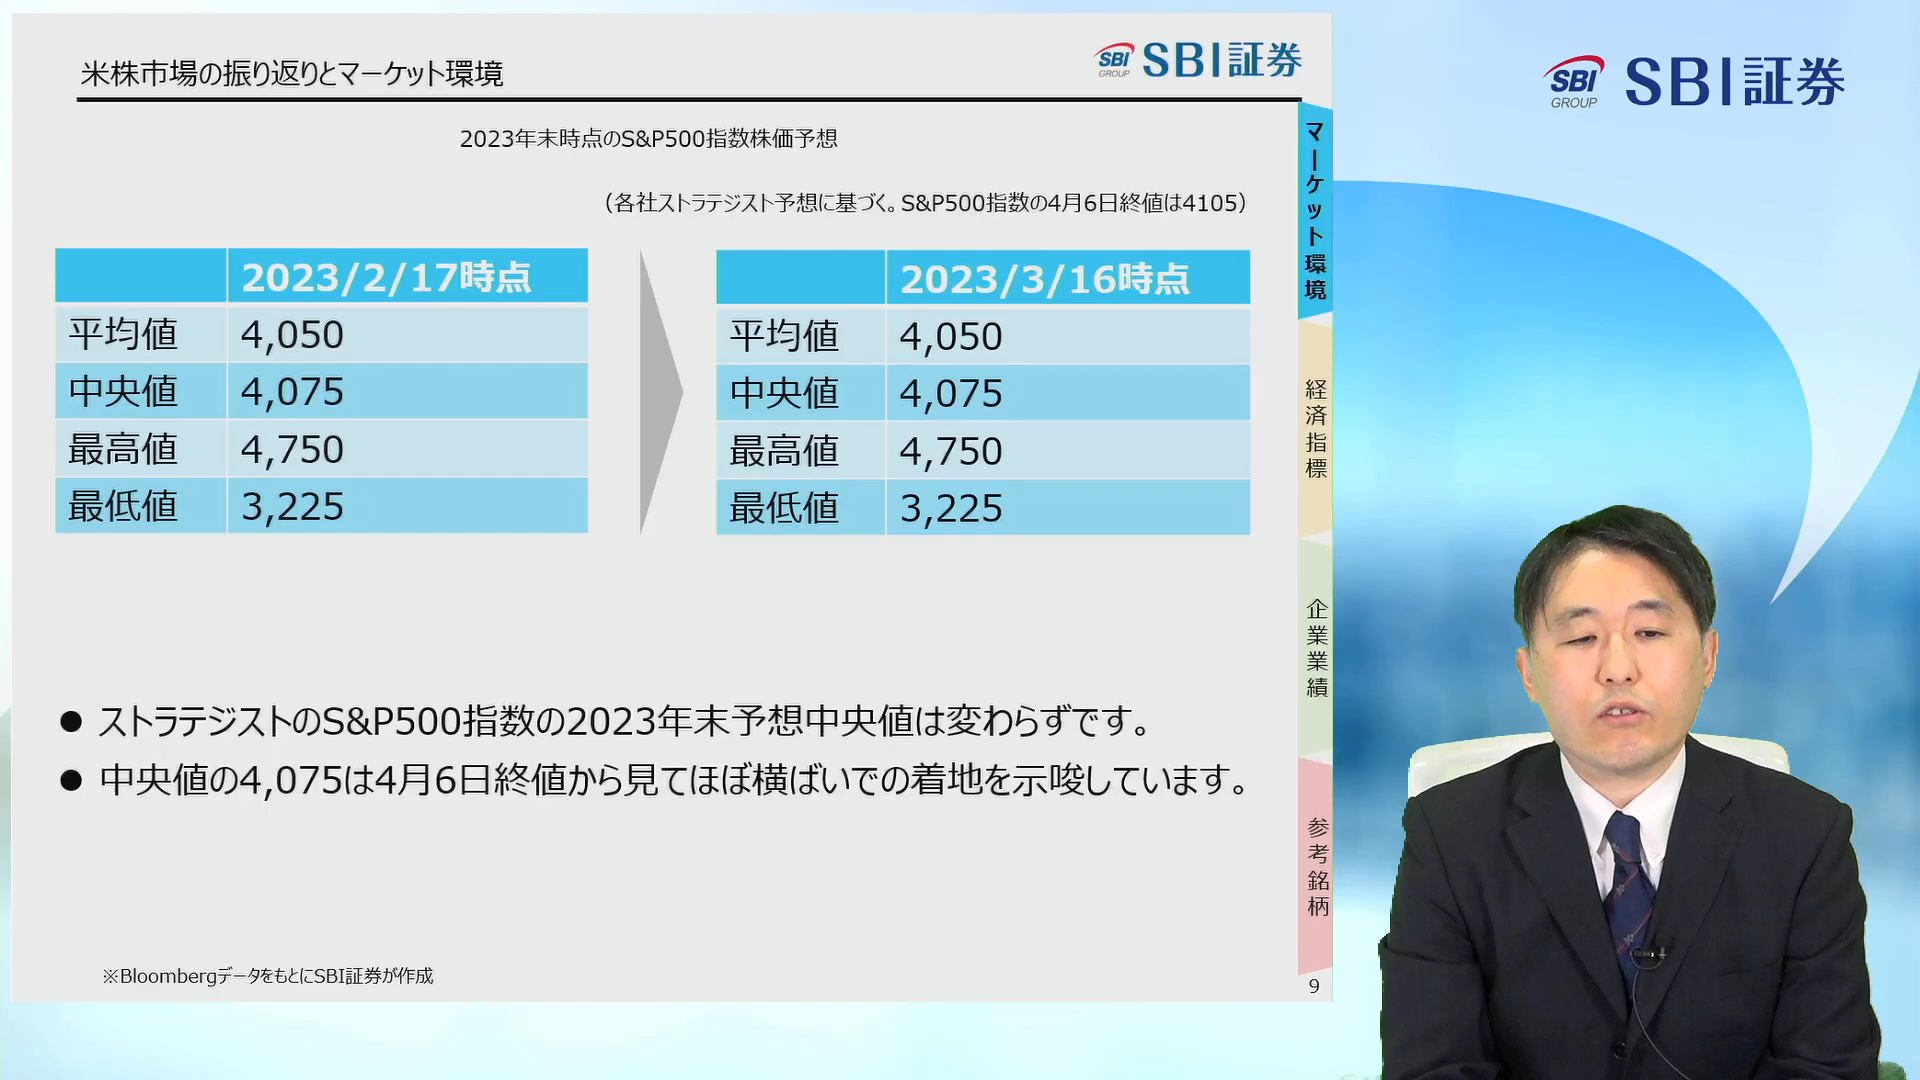 米株市場の振り返りとマーケット環境
SBI GROUP SBI証券
SBI GROUP SBI証券
2023年末時点のS&P500指数株価予想
（各社ストラテジスト予想に基づく。S&P500指数の4月6日終値は4105）
2023/2/17時点
平均値 4,050
中央値 4,075
最高値 4,750
最低値 3,225
2023/3/16時点
平均値 4,050
中央値 4,075
最高値 4,750
最低値 3,225
● ストラテジストのS&P500指数の2023年末予想中央値は変わらずです。
● 中央値の4,075は4月6日終値から見てほぼ横ばいでの着地を示唆しています。
※BloombergデータをもとにSBI証券が作成
マーケット環境
経済指標
企業業績
参考銘柄
9